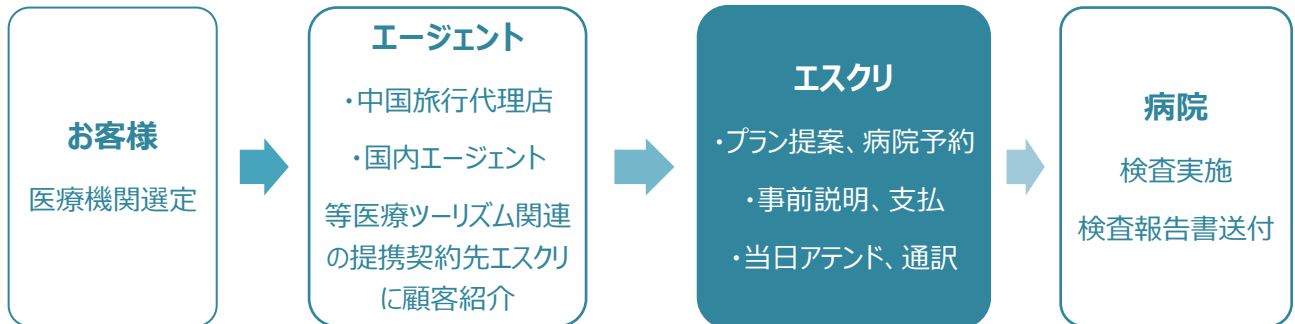 お客様
医療機関選定
エージェント
・中国旅行代理店
・国内エージェント
等医療ツーリズム関連
の提携契約先エスクリ
に顧客紹介
エスクリ
・プラン提案、病院予約
・事前説明、支払
・当日アテンド、通訳
病院
検査実施
検査報告書送付